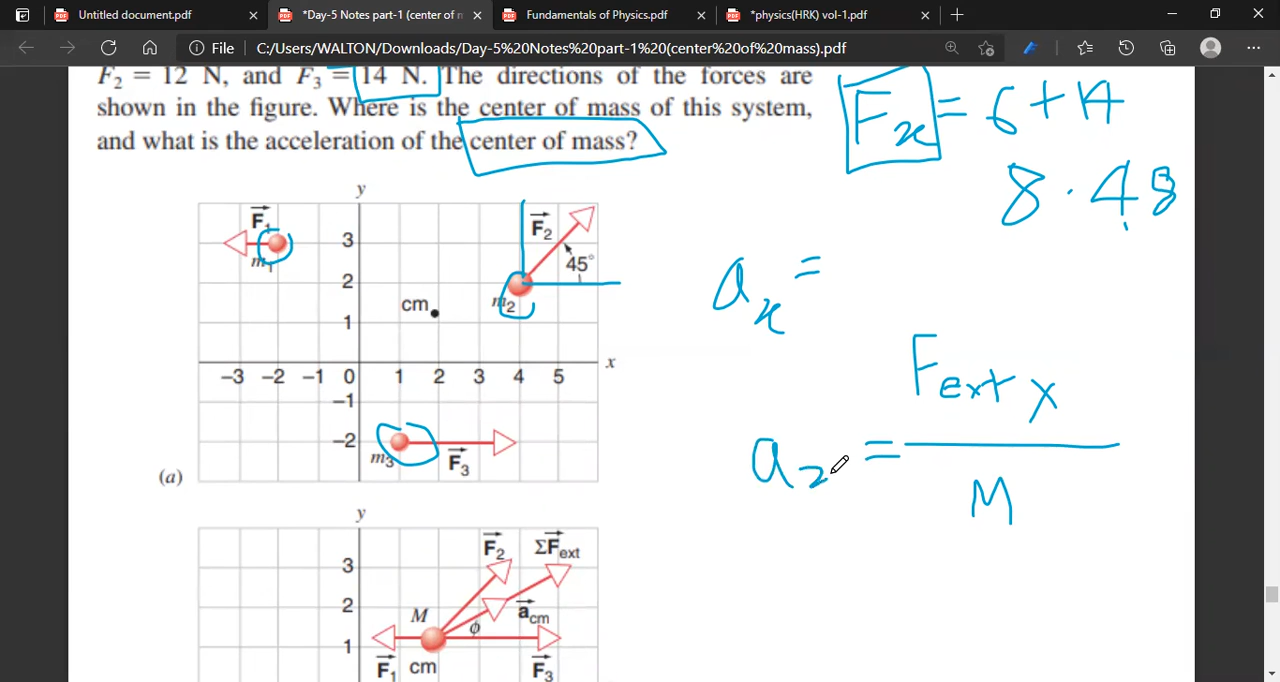 Untitled document.pdf
*Day-5 Notes part-1 (center of m
Fundamentals of Physics.pdf
*physics(HRK) vol-1.pdf
File
C:/Users/WALTON/Downloads/Day-5%20Notes%20part-1%20(center%20of%20mass).pdf
F₂ = 12 N, and F₃ = 14 N. The directions of the forces are
shown in the figure. Where is the center of mass of this system,
and what is the acceleration of the center of mass?
Fx = 6 + 14
8.48
ax =
Fext x
a = 
M
y
F₁
m₁
3
2
1
F₂
45°
m₂
cm
x
-3 -2 -1 0 1 2 3 4 5
-1
-2
m₃
F₃
(a)
y
3
2
1
F₂
ΣFext
M
acm
ϕ
F₁
cm
F₃